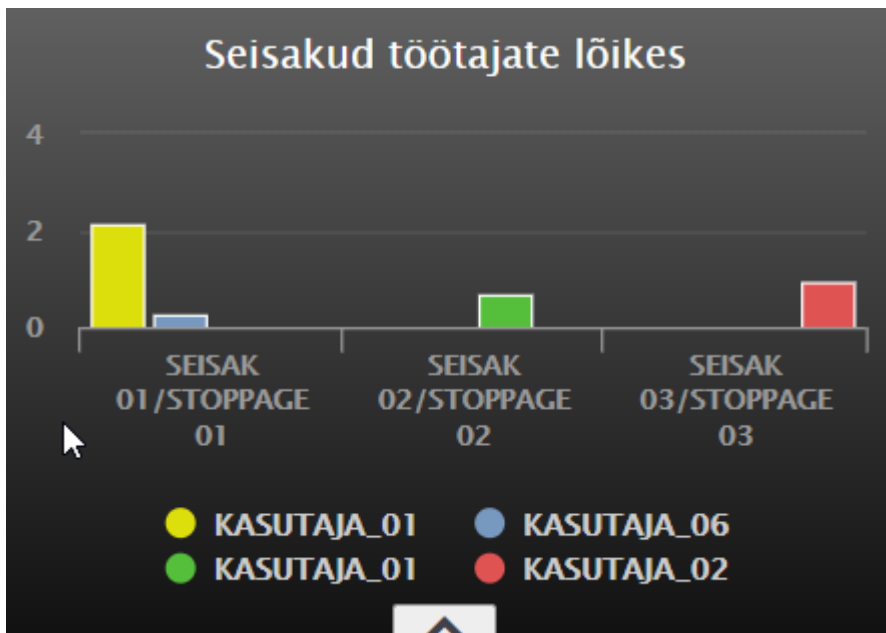 Seisakud töötajate lõikes
4
2
0
SEISAK
01/STOPPAGE
01
SEISAK
02/STOPPAGE
02
SEISAK
03/STOPPAGE
03
KASUTAJA_01
KASUTAJA_06
KASUTAJA_01
KASUTAJA_02